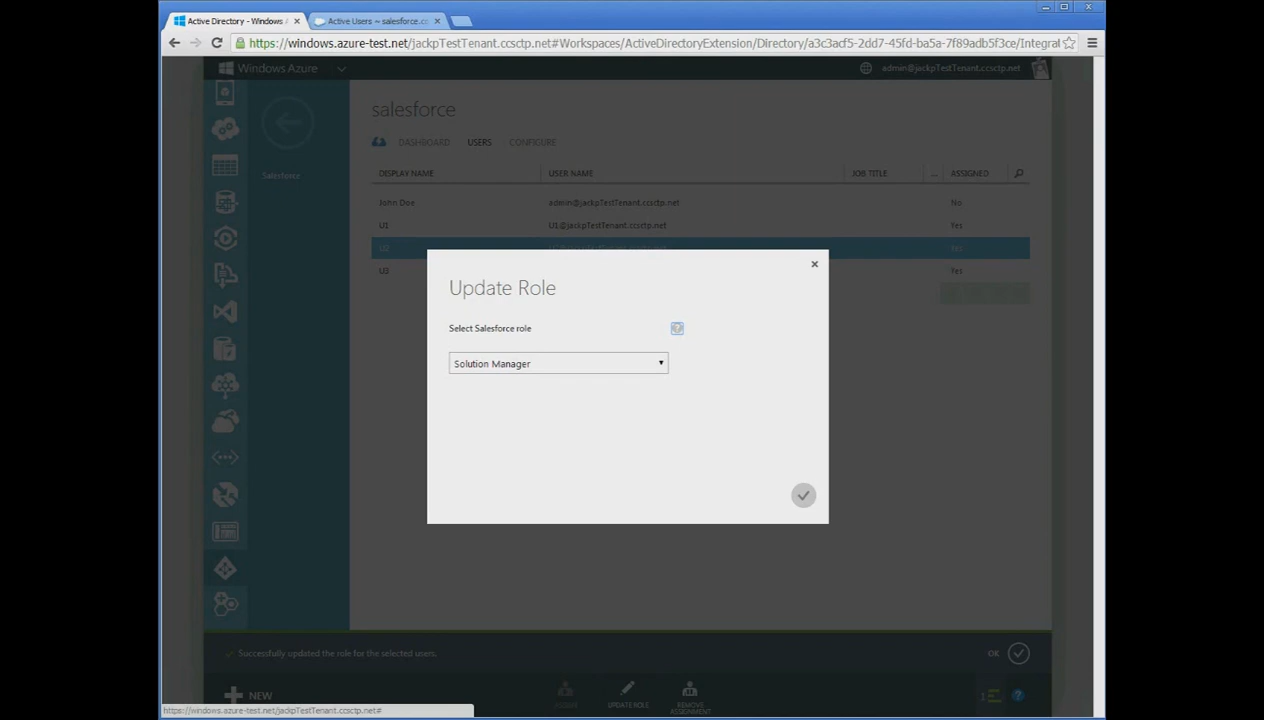 Active Directory - Windows A
Active Users ~ salesforce.co
https://windows.azure-test.net/jackpTestTenant.ccsctp.net#Workspaces/ActiveDirectoryExtension/Directory/a3c3acf5-2dd7-45fd-ba5a-7f89adb5f3ce/Integrat
Windows Azure
admin@jackpTestTenant.ccsctp.net
salesforce
DASHBOARD USERS CONFIGURE
Salesforce
DISPLAY NAME USER NAME JOB TITLE ... ASSIGNED
John Doe admin@jackpTestTenant.ccsctp.net No
U1 U1@jackpTestTenant.ccsctp.net Yes
U2 Yes
U3 Yes
Update Role
Select Salesforce role
Solution Manager
Successfully updated the role for the selected users.
OK
NEW
ASSIGN
UPDATE ROLE
REMOVE
ASSIGNMENT
1
?
https://windows.azure-test.net/jackpTestTenant.ccsctp.net#